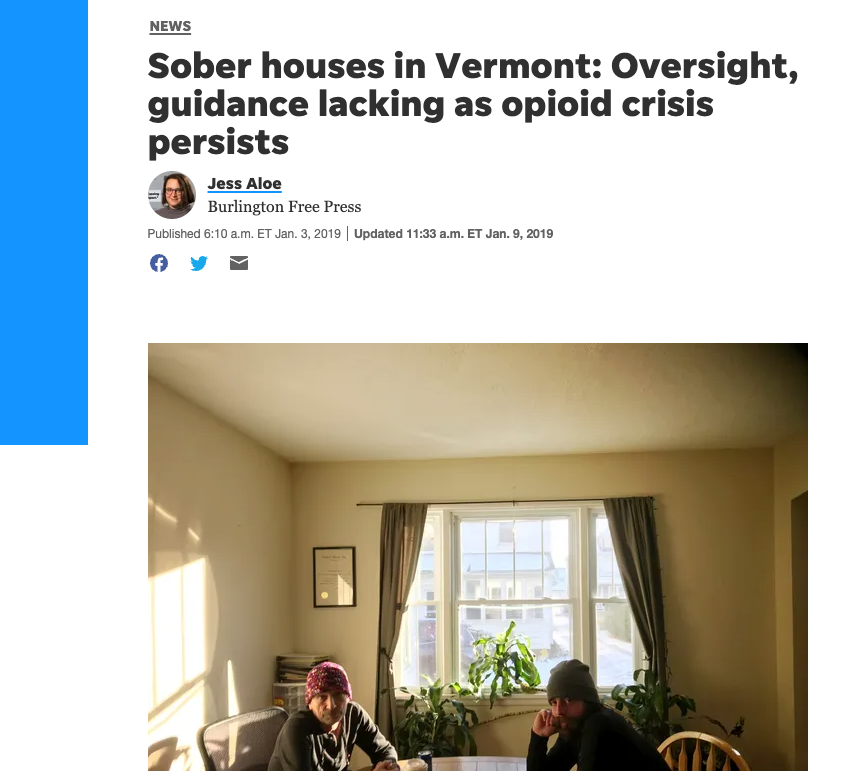 NEWS
Sober houses in Vermont: Oversight,
guidance lacking as opioid crisis
persists
Jess Aloe
Burlington Free Press
Published 6:10 a.m. ET Jan. 3, 2019 | Updated 11:33 a.m. ET Jan. 9, 2019